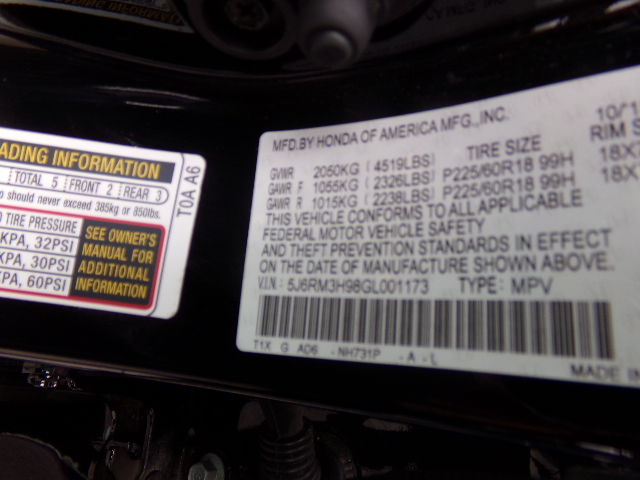 ADING INFORMATION
TOTAL 5 FRONT 2 REAR 3
should never exceed 385kg or 850lbs.
TIRE PRESSURE
KPA, 32PSI
KPA, 30PSI
KPA, 60PSI
SEE OWNER'S
MANUAL FOR
ADDITIONAL
INFORMATION
T0A A6
MFD.BY HONDA OF AMERICA MFG.,INC. 10/1
TIRE SIZE RIM S
GVWR 2050KG (4519LBS)
GAWR F 1055KG (2326LBS) P225/60R18 99H 18X7
GAWR R 1015KG (2238LBS) P225/60R18 99H 18X
THIS VEHICLE CONFORMS TO ALL APPLICABLE
FEDERAL MOTOR VEHICLE SAFETY
AND THEFT PREVENTION STANDARDS IN EFFECT
ON THE DATE OF MANUFACTURE SHOWN ABOVE.
V.I.N.: 5J6RM3H98GL001173 TYPE: MPV
T1X G AD6 NH731P -A-L
MADE IN